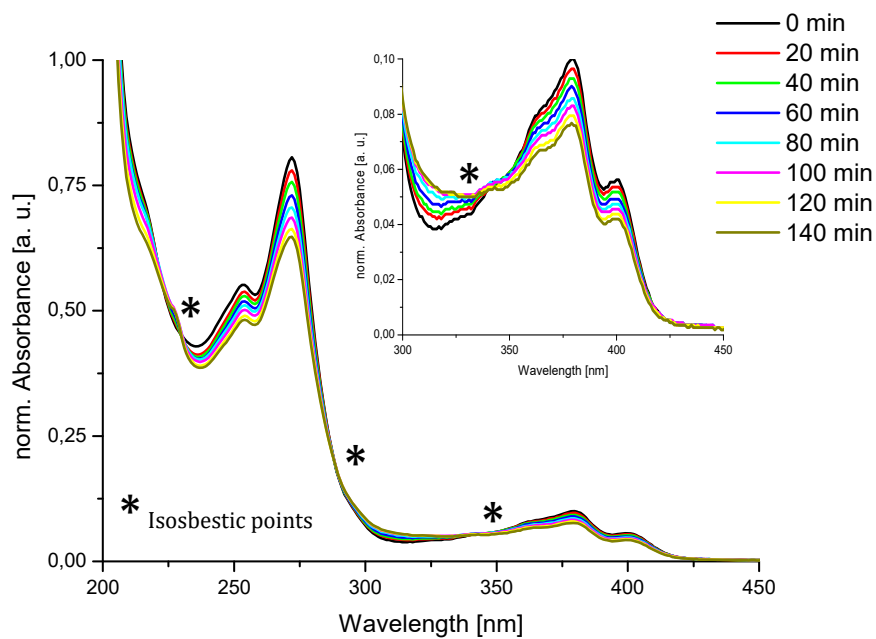 0 min
20 min
40 min
60 min
80 min
100 min
120 min
140 min
norm. Absorbance [a. u.]
1,00
0,75
0,50
0,25
0,00
200
250
300
350
400
450
Wavelength [nm]
* Isosbestic points
*
*
*
norm. Absorbance [a. u.]
0,10
0,08
0,06
0,04
0,02
0,00
300
350
400
450
Wavelength [nm]
*